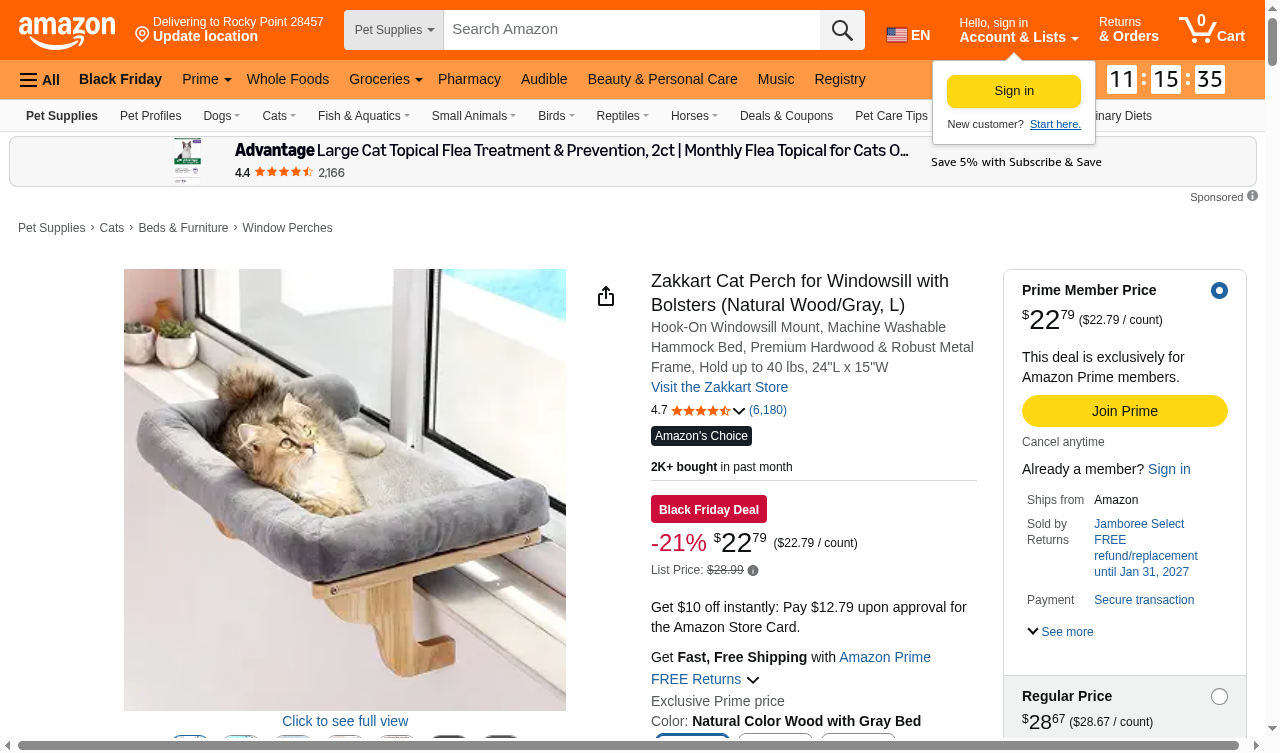 amazon
Delivering to Rocky Point 28457
Update location
Pet Supplies
Search Amazon
EN
Hello, sign in
Account & Lists
Returns
& Orders
0
Cart
All
Black Friday
Prime
Whole Foods
Groceries
Pharmacy
Audible
Beauty & Personal Care
Music
Registry
11 : 15 : 35
Sign in
New customer? Start here.
Pet Supplies
Pet Profiles
Dogs
Cats
Fish & Aquatics
Small Animals
Birds
Reptiles
Horses
Deals & Coupons
Pet Care Tips
inary Diets
Advantage Large Cat Topical Flea Treatment & Prevention, 2ct | Monthly Flea Topical for Cats O...
4.4 2,166
Save 5% with Subscribe & Save
Sponsored
Pet Supplies › Cats › Beds & Furniture › Window Perches
Click to see full view
Zakkart Cat Perch for Windowsill with
Bolsters (Natural Wood/Gray, L)
Hook-On Windowsill Mount, Machine Washable
Hammock Bed, Premium Hardwood & Robust Metal
Frame, Hold up to 40 lbs, 24"L x 15"W
Visit the Zakkart Store
4.7 (6,180)
Amazon's Choice
2K+ bought in past month
Black Friday Deal
-21% $22 79 ($22.79 / count)
List Price: $28.99
Get $10 off instantly: Pay $12.79 upon approval for
the Amazon Store Card.
Get Fast, Free Shipping with Amazon Prime
FREE Returns
Exclusive Prime price
Color: Natural Color Wood with Gray Bed
Prime Member Price
$22 79 ($22.79 / count)
This deal is exclusively for
Amazon Prime members.
Join Prime
Cancel anytime
Already a member? Sign in
Ships from Amazon
Sold by Jamboree Select
Returns FREE
refund/replacement
until Jan 31, 2027
Payment Secure transaction
See more
Regular Price
$28 67 ($28.67 / count)